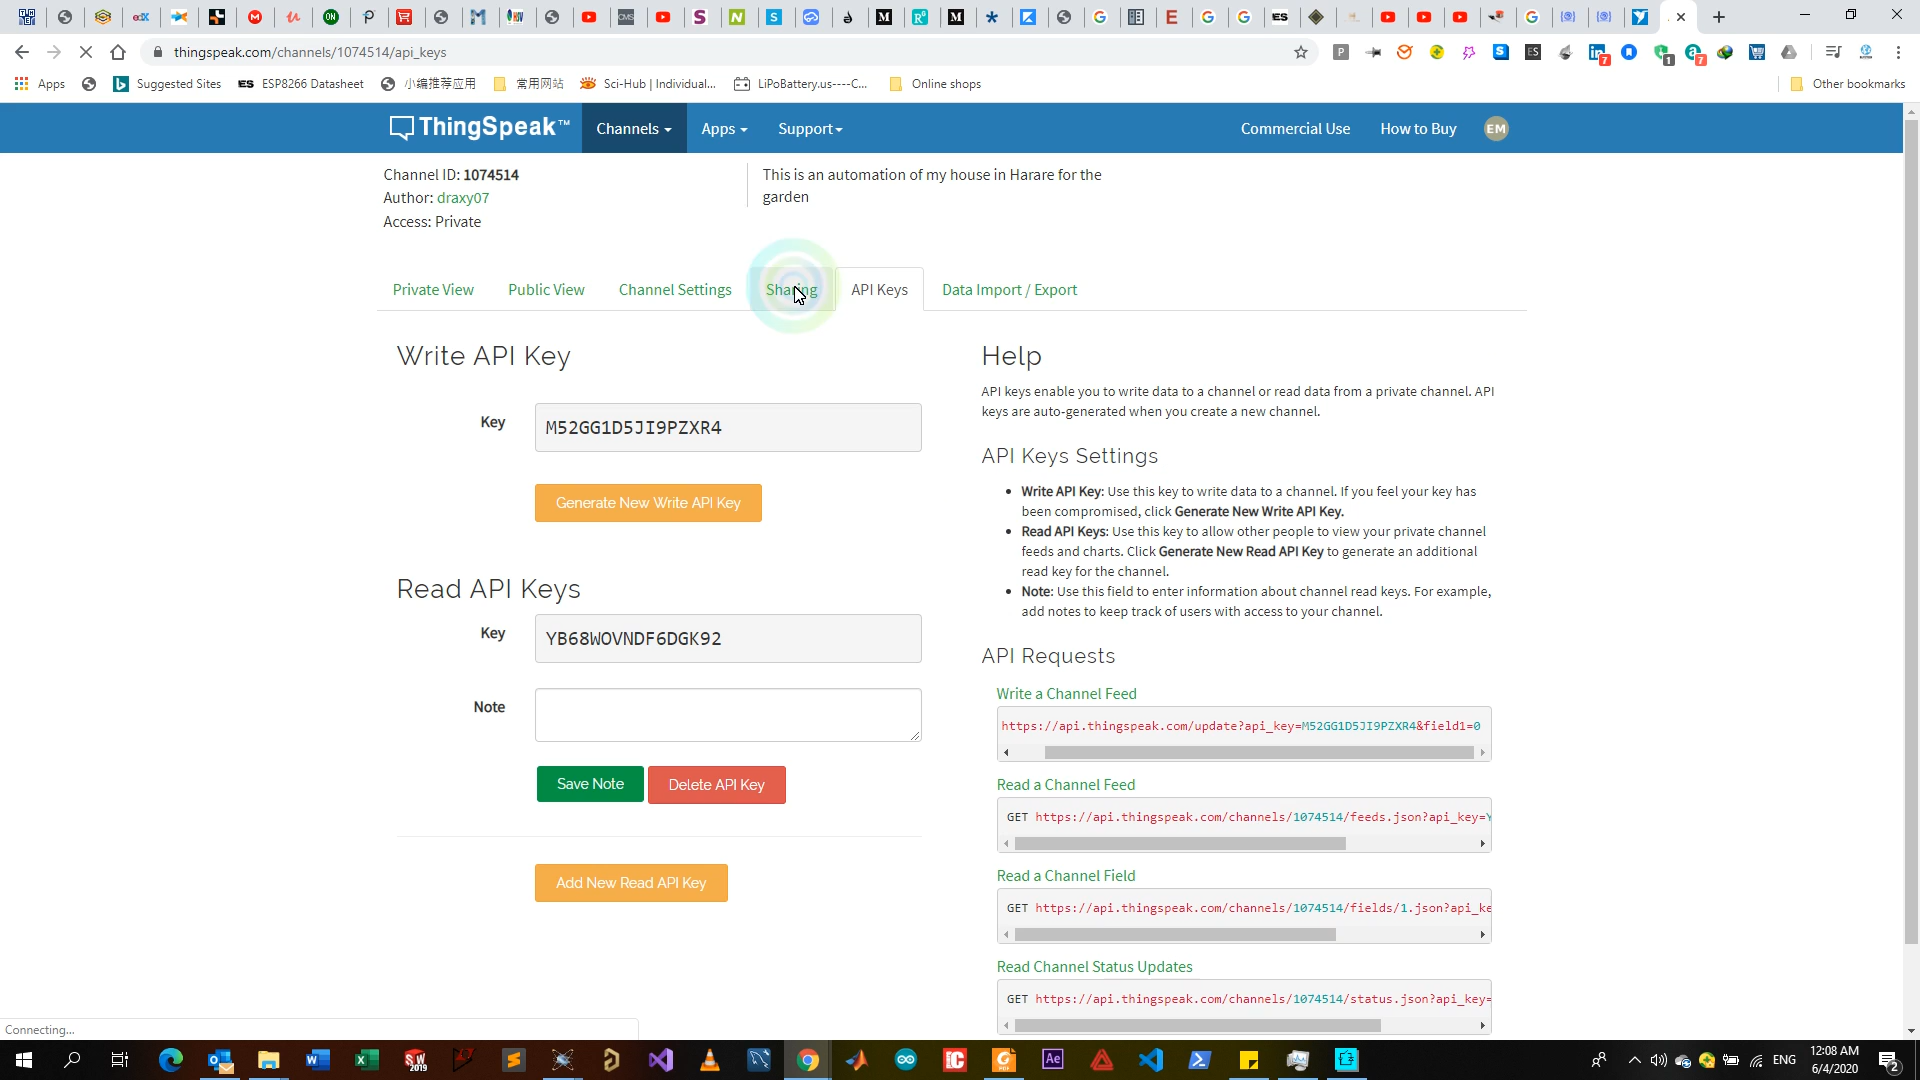 thingspeak.com/channels/1074514/api_keys
Apps
Suggested Sites
ES ESP8266 Datasheet
小编推荐应用
常用网站
Sci-Hub | Individual...
LiPoBattery.us----C...
Online shops
Other bookmarks
ThingSpeak™
Channels
Apps
Support
Commercial Use
How to Buy
EM
Channel ID: 1074514
Author: draxy07
Access: Private
This is an automation of my house in Harare for the
garden
Private View
Public View
Channel Settings
Sharing
API Keys
Data Import / Export
Write API Key
Key
M52GG1D5JI9PZXR4
Generate New Write API Key
Read API Keys
Key
YB68WOVNDF6DGK92
Note
Save Note
Delete API Key
Add New Read API Key
Help
API keys enable you to write data to a channel or read data from a private channel. API
keys are auto-generated when you create a new channel.
API Keys Settings
• Write API Key: Use this key to write data to a channel. If you feel your key has
been compromised, click Generate New Write API Key.
• Read API Keys: Use this key to allow other people to view your private channel
feeds and charts. Click Generate New Read API Key to generate an additional
read key for the channel.
• Note: Use this field to enter information about channel read keys. For example,
add notes to keep track of users with access to your channel.
API Requests
Write a Channel Feed
https://api.thingspeak.com/update?api_key=M52GG1D5JI9PZXR4&field1=0
Read a Channel Feed
GET https://api.thingspeak.com/channels/1074514/feeds.json?api_key=Y
Read a Channel Field
GET https://api.thingspeak.com/channels/1074514/fields/1.json?api_ke
Read Channel Status Updates
GET https://api.thingspeak.com/channels/1074514/status.json?api_key=
Connecting...
ENG
12:08 AM
6/4/2020
2